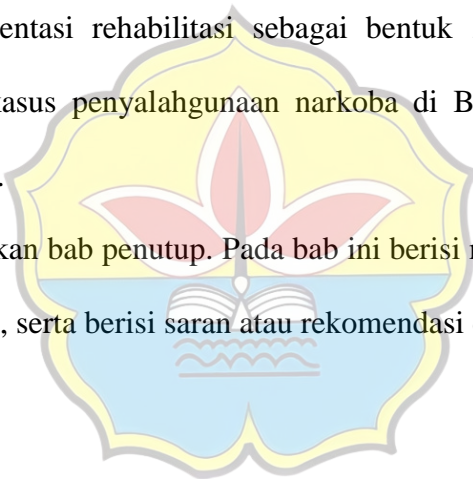 entasi rehabilitasi sebagai bentuk
kasus penyalahgunaan narkoba di B
.
kan bab penutup. Pada bab ini berisi
, serta berisi saran atau rekomendasi